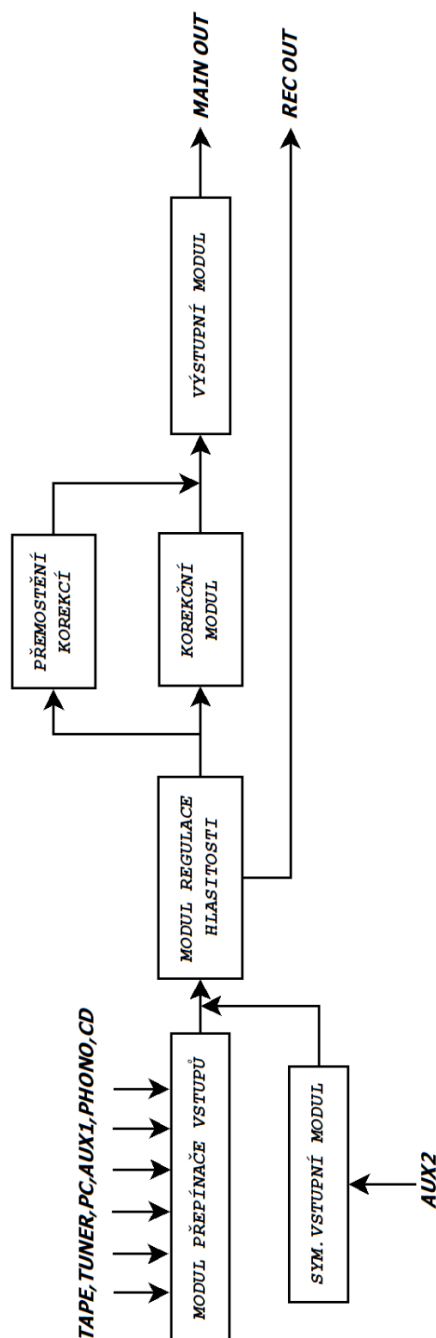 TAPE,TUNER,PC,AUX1,PHONO,CD
MODUL PŘEPÍNAČE VSTUPŮ
SYM.VSTUPNÍ MODUL
AUX2
MODUL REGULACE
HLASITOSTI
PŘEMOSTĚNÍ
KOREKCÍ
KOREKČNÍ
MODUL
VÝSTUPNÍ MODUL
MAIN OUT
REC OUT